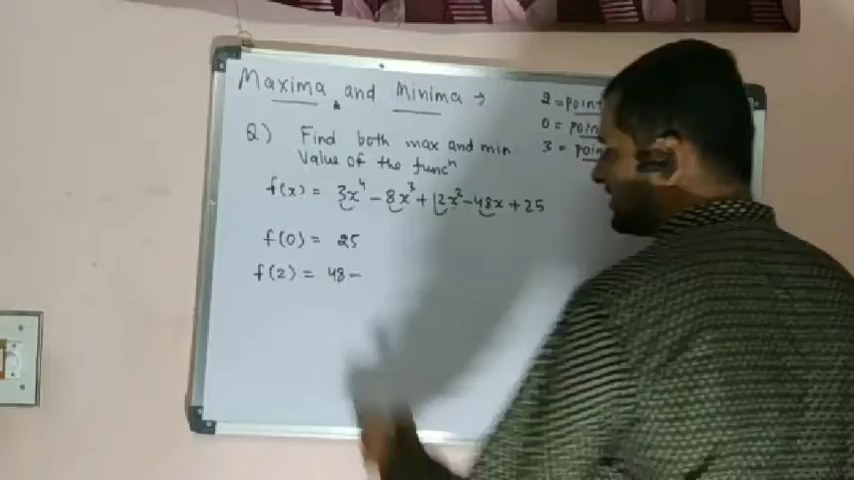 Maxima and Minima →
2 = point
0 = poin
3 = poin
Q) Find both max and min
Value of the funcⁿ
f(x) = 3x⁴ - 8x³ + 12x² - 48x + 25
f(0) = 25
f(2) = 48 -